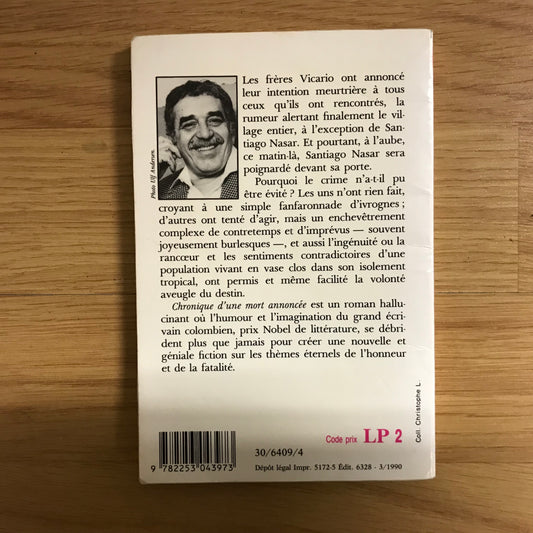 Les frères Vicario ont annoncé
leur intention meurtrière à tous
ceux qu'ils ont rencontrés, la
rumeur alertant finalement le vil-
lage entier, à l'exception de San-
tiago Nasar. Et pourtant, à l'aube,
ce matin-là, Santiago Nasar sera
poignardé devant sa porte.
Pourquoi le crime n'a-t-il pu
être évité ? Les uns n'ont rien fait,
croyant à une simple fanfaronnade d'ivrognes ;
d'autres ont tenté d'agir, mais un enchevêtrement
complexe de contretemps et d'imprévus — souvent
joyeusement burlesques —, et aussi l'ingénuité ou la
rancœur et les sentiments contradictoires d'une
population vivant en vase clos dans son isolement
tropical, ont permis et même facilité la volonté
aveugle du destin.
Chronique d'une mort annoncée est un roman hallu-
cinant où l'humour et l'imagination du grand écri-
vain colombien, prix Nobel de littérature, se débri-
dent plus que jamais pour créer une nouvelle et
géniale fiction sur les thèmes éternels de l'honneur
et de la fatalité.
Photo Ulf Andersen.
Coll. Christophe L.
Code prix LP 2
30/6409/4
9 782253 043973
Dépôt légal Impr. 5172-5 Édit. 6328 - 3/1990